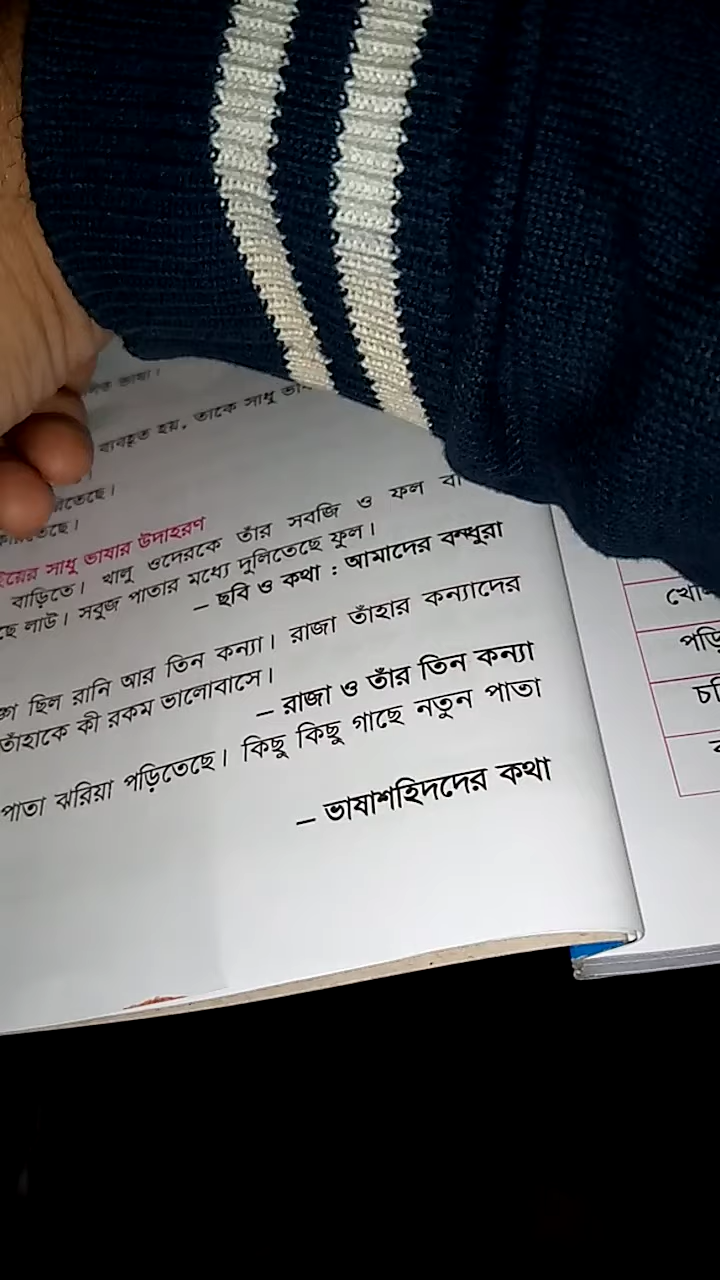 ভাষা।
ব্যবহৃত হয়, তাকে সাধু
উদাহরণ সাধু ভাষার
বাড়িতে। খালু ওদেরকে তাঁর সবজি ও ফল
লাউ। সবুজ পাতার মধ্যে দুলিতেছে ফুল।
– ছবি ও কথা : আমাদের বন্ধুরা
ছিল রানি আর তিন কন্যা। রাজা তাঁহার কন্যাদের
তাঁহাকে কী রকম ভালোবাসে।
– রাজা ও তাঁর তিন কন্যা
পাতা ঝরিয়া পড়িতেছে। কিছু কিছু গাছে নতুন পাতা
– ভাষাশহিদদের কথা